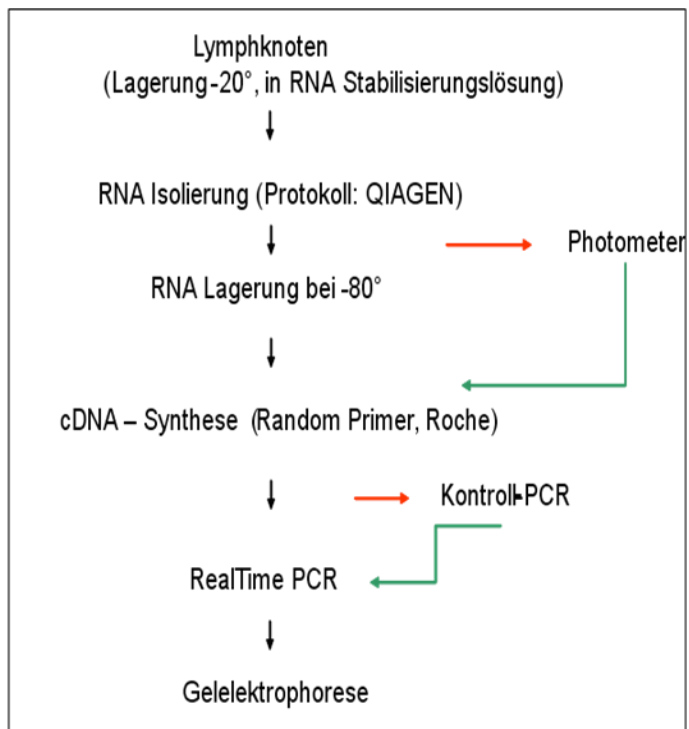 Lymphknoten
(Lagerung -20°, in RNA Stabilisierungslösung)
RNA Isolierung (Protokoll: QIAGEN)
Photometer
RNA Lagerung bei -80°
cDNA – Synthese (Random Primer, Roche)
Kontroll-PCR
RealTime PCR
Gelelektrophorese